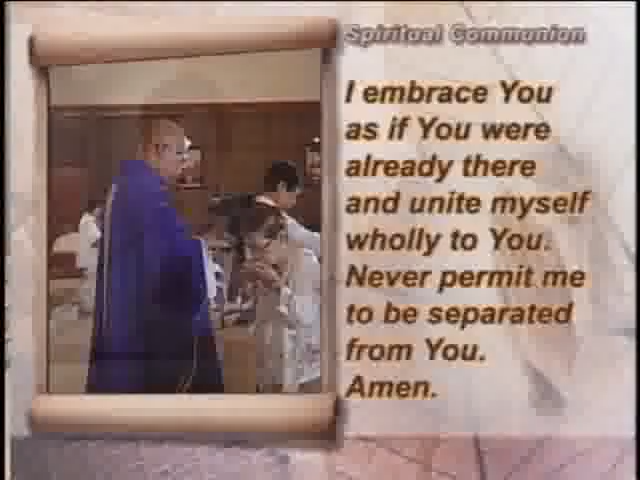 Spiritual Communion
I embrace You
as if You were
already there
and unite myself
wholly to You.
Never permit me
to be separated
from You.
Amen.